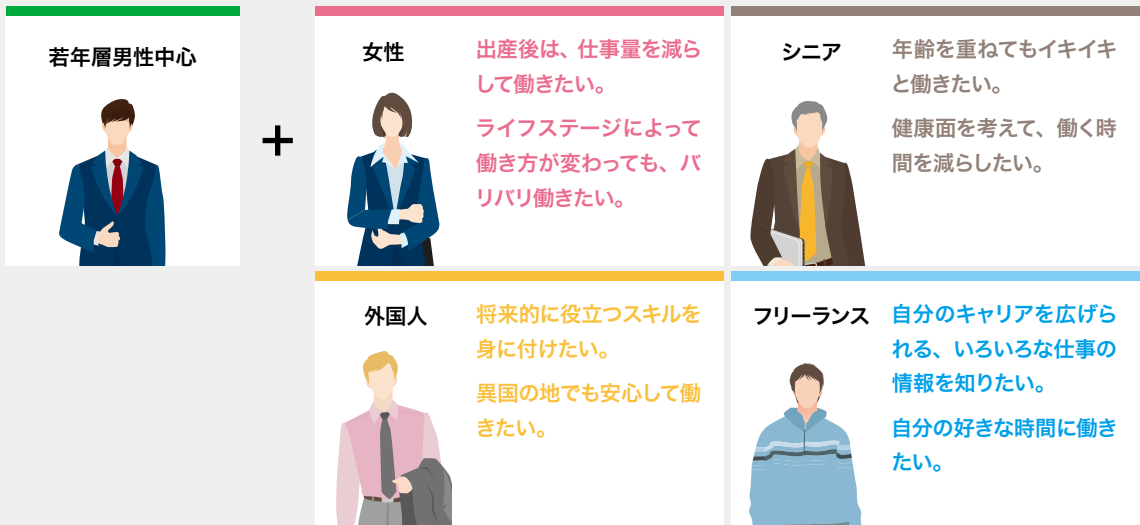 若年層男性中心
+
女性
出産後は、仕事量を減ら
して働きたい。
ライフステージによって
働き方が変わっても、バ
リバリ働きたい。
シニア
年齢を重ねてもイキイキ
と働きたい。
健康面を考えて、働く時
間を減らしたい。
外国人
将来的に役立つスキルを
身に付けたい。
異国の地でも安心して働
きたい。
フリーランス
自分のキャリアを広げら
れる、いろいろな仕事の
情報を知りたい。
自分の好きな時間に働き
たい。